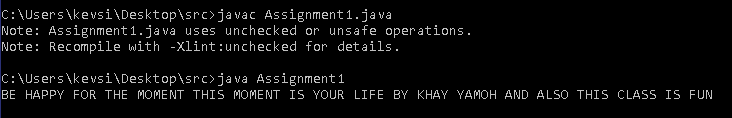 C:\Users\kevsi\Desktop\src>javac Assignment1.java
Note: Assignment1.java uses unchecked or unsafe operations.
Note: Recompile with -Xlint:unchecked for details.
C:\Users\kevsi\Desktop\src>java Assignment1
BE HAPPY FOR THE MOMENT THIS MOMENT IS YOUR LIFE BY KHAY YAMOH AND ALSO THIS CLASS IS FUN